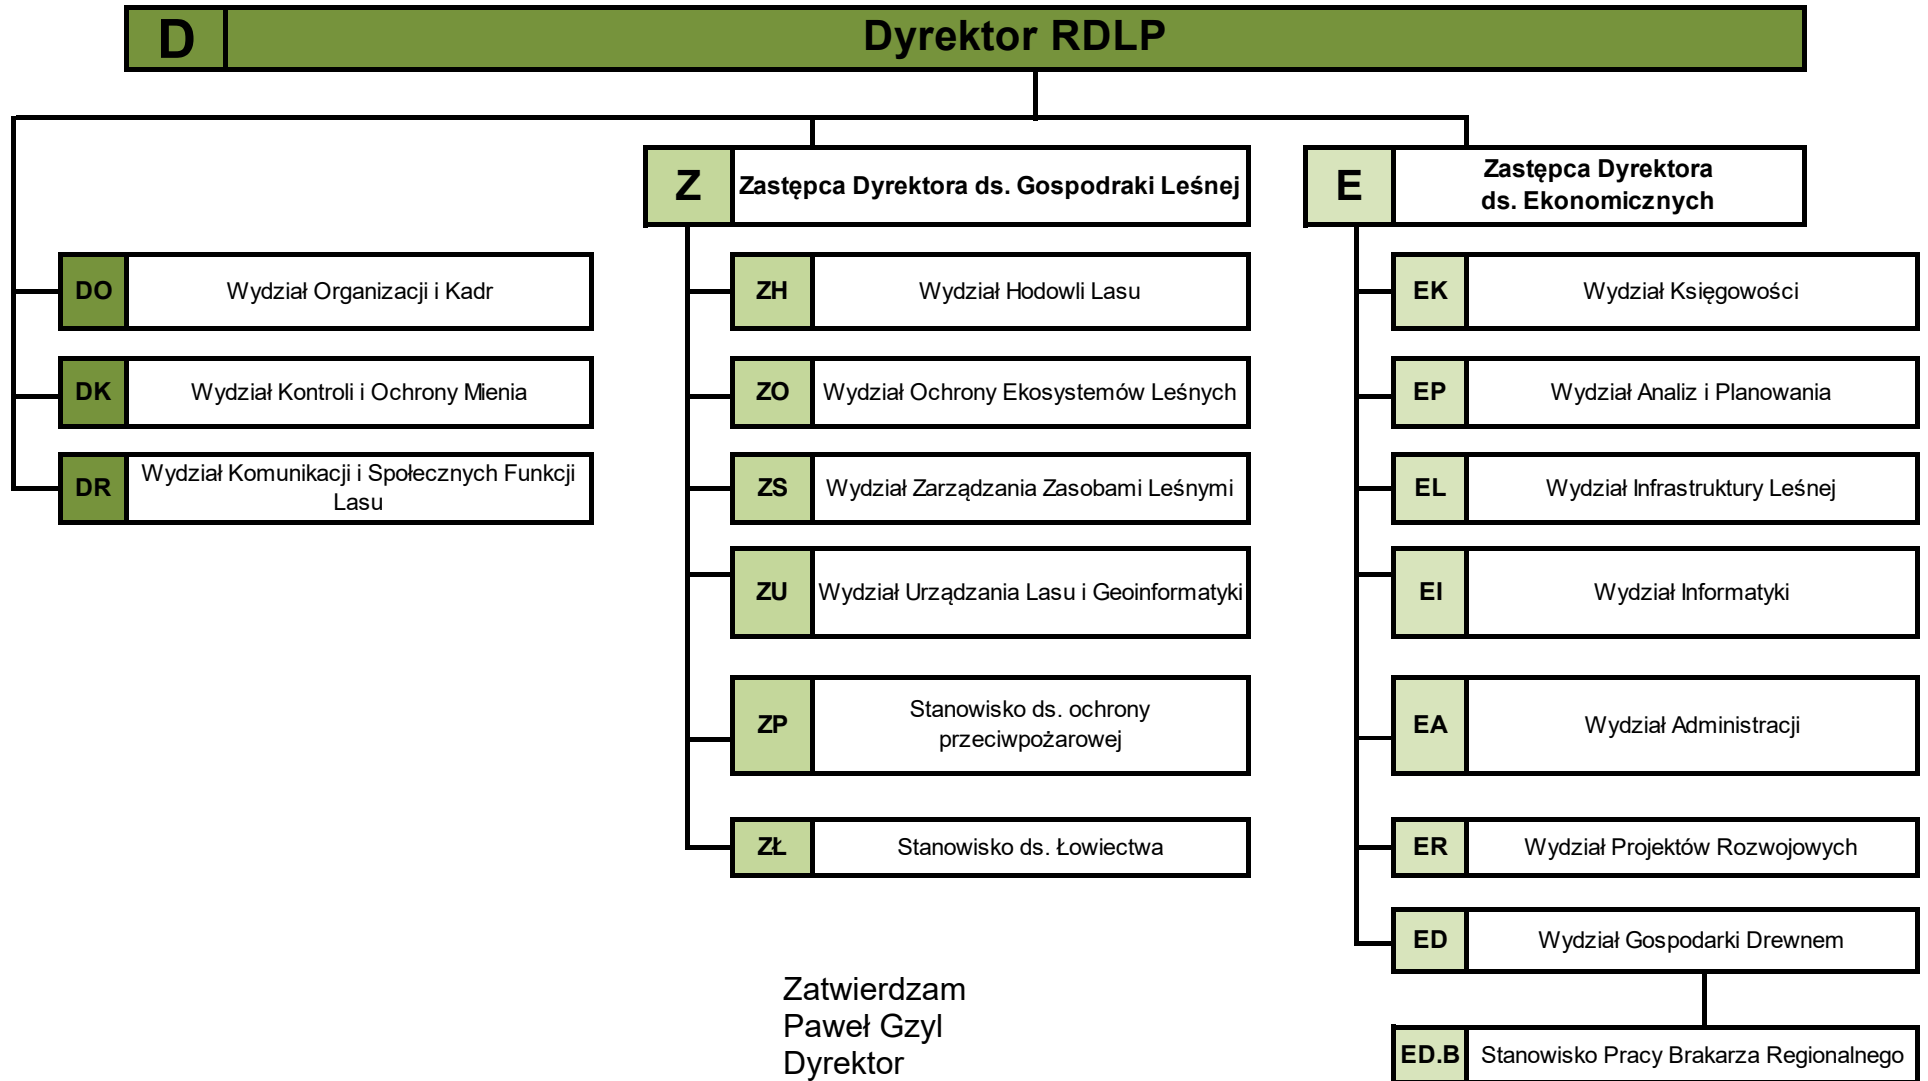 D
Dyrektor RDLP
Z
Zastępca Dyrektora ds. Gospodraki Leśnej
E
Zastępca Dyrektora
ds. Ekonomicznych
DO
Wydział Organizacji i Kadr
DK
Wydział Kontroli i Ochrony Mienia
DR
Wydział Komunikacji i Społecznych Funkcji
Lasu
ZH
Wydział Hodowli Lasu
ZO
Wydział Ochrony Ekosystemów Leśnych
ZS
Wydział Zarządzania Zasobami Leśnymi
ZU
Wydział Urządzania Lasu i Geoinformatyki
ZP
Stanowisko ds. ochrony
przeciwpożarowej
ZŁ
Stanowisko ds. Łowiectwa
EK
Wydział Księgowości
EP
Wydział Analiz i Planowania
EL
Wydział Infrastruktury Leśnej
EI
Wydział Informatyki
EA
Wydział Administracji
ER
Wydział Projektów Rozwojowych
ED
Wydział Gospodarki Drewnem
ED.B
Stanowisko Pracy Brakarza Regionalnego
Zatwierdzam
Paweł Gzyl
Dyrektor